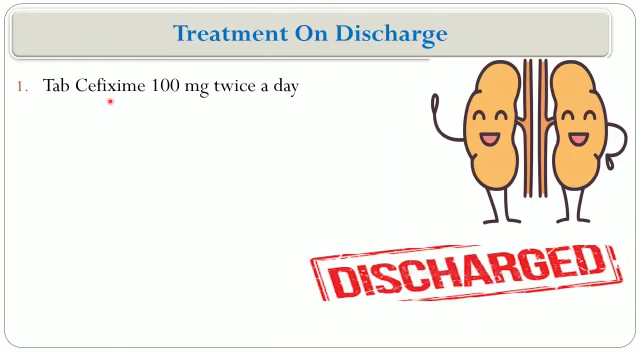 Treatment On Discharge
1. Tab Cefixime 100 mg twice a day
DISCHARGED